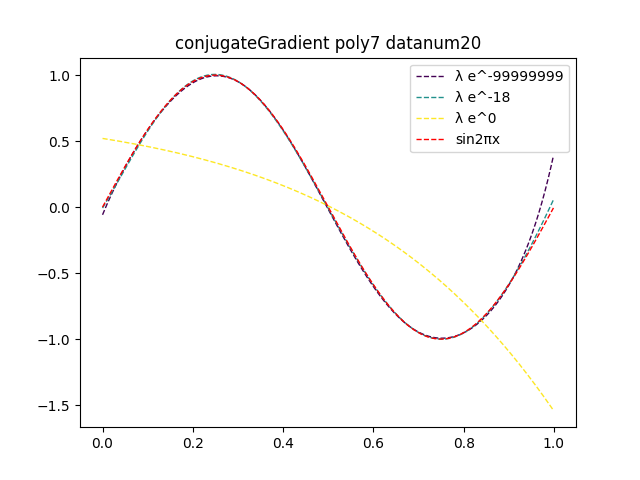 conjugateGradient poly7 datanum20
λ e^-99999999
λ e^-18
λ e^0
sin2πx
1.0
0.5
0.0
−0.5
−1.0
−1.5
0.0 0.2 0.4 0.6 0.8 1.0